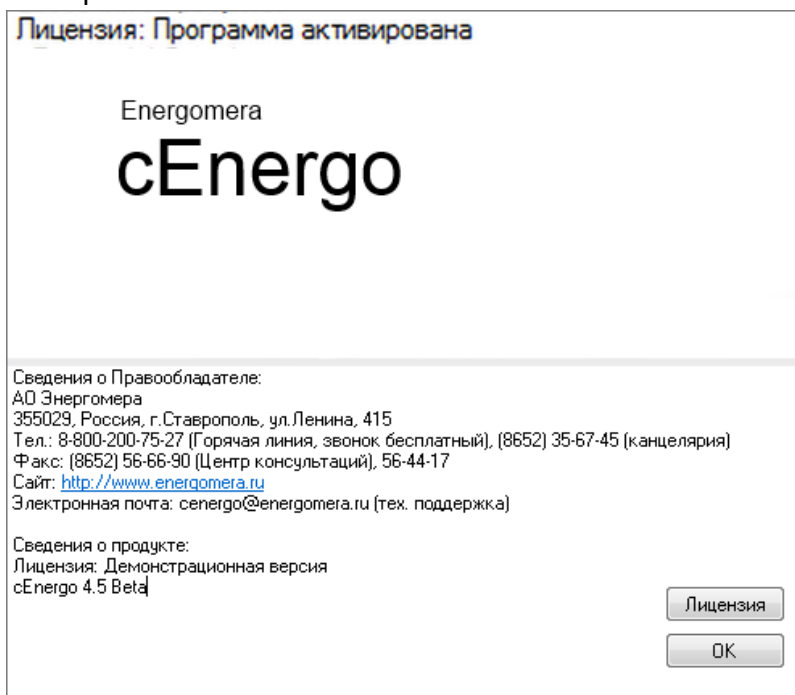 Лицензия: Программа активирована
Energomera
cEnergo
Сведения о Правообладателе:
АО Энергомера
355029, Россия, г.Ставрополь, ул.Ленина, 415
Тел.: 8-800-200-75-27 (Горячая линия, звонок бесплатный), (8652) 35-67-45 (канцелярия)
Факс: (8652) 56-66-90 (Центр консультаций), 56-44-17
Сайт: http://www.energomera.ru
Электронная почта: cenergo@energomera.ru (тех. поддержка)
Сведения о продукте:
Лицензия: Демонстрационная версия
cEnergo 4.5 Beta
Лицензия
OK